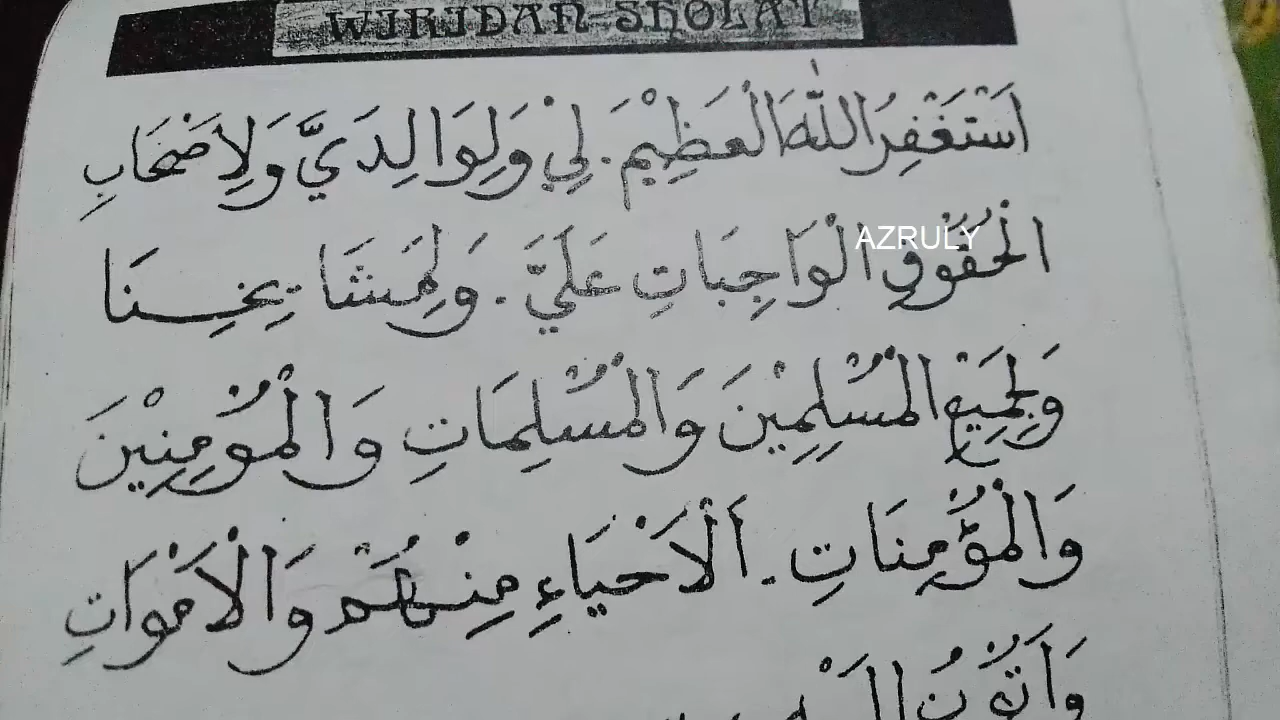 WIRIDAN SHOLAT
اَسْتَغْفِرُ اللّٰهَ الْعَظِيْمَ. لِيْ وَلِوَالِدَيَّ وَلِاَصْحَابِ
الْحُقُوْقِ الْوَاجِبَاتِ عَلَيَّ. وَلِمَشَايِخِنَا
AZRULY
وَلِجَمِيْعِ الْمُسْلِمِيْنَ وَالْمُسْلِمَاتِ وَالْمُؤْمِنِيْنَ
وَالْمُؤْمِنَاتِ. اَلْاَحْيَاءِ مِنْهُمْ وَالْاَمْوَاتِ
وَاَتُوْبُ اِلَيْهِ